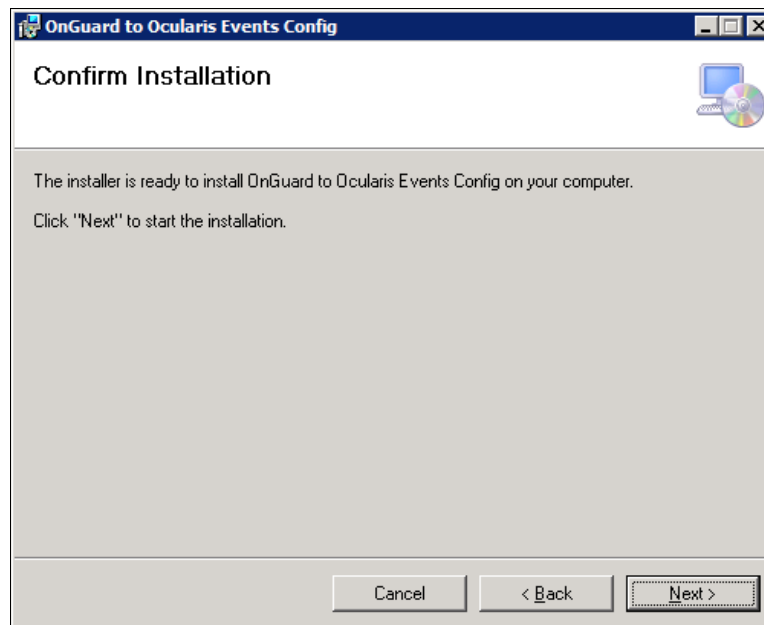 OnGuard to Ocularis Events Config
Confirm Installation
The installer is ready to install OnGuard to Ocularis Events Config on your computer.
Click "Next" to start the installation.
Cancel
< Back
Next >